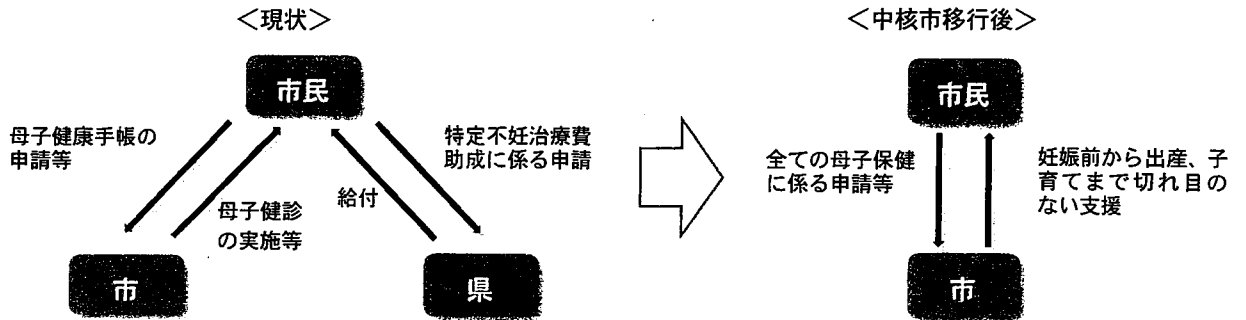 ＜現状＞
市民
母子健康手帳の
申請等
母子健診
の実施等
給付
特定不妊治療費
助成に係る申請
市
県
＜中核市移行後＞
市民
全ての母子保健
に係る申請等
妊娠前から出産、子
育てまで切れ目の
ない支援
市